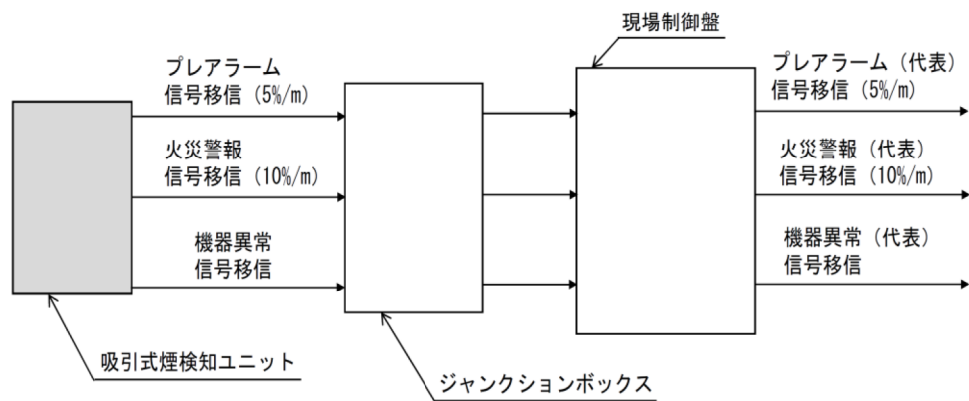 現場制御盤
プレアラーム
信号移信（5%/m）
プレアラーム（代表）
信号移信（5%/m）
火災警報
信号移信（10%/m）
火災警報（代表）
信号移信（10%/m）
機器異常
信号移信
機器異常（代表）
信号移信
吸引式煙検知ユニット
ジャンクションボックス